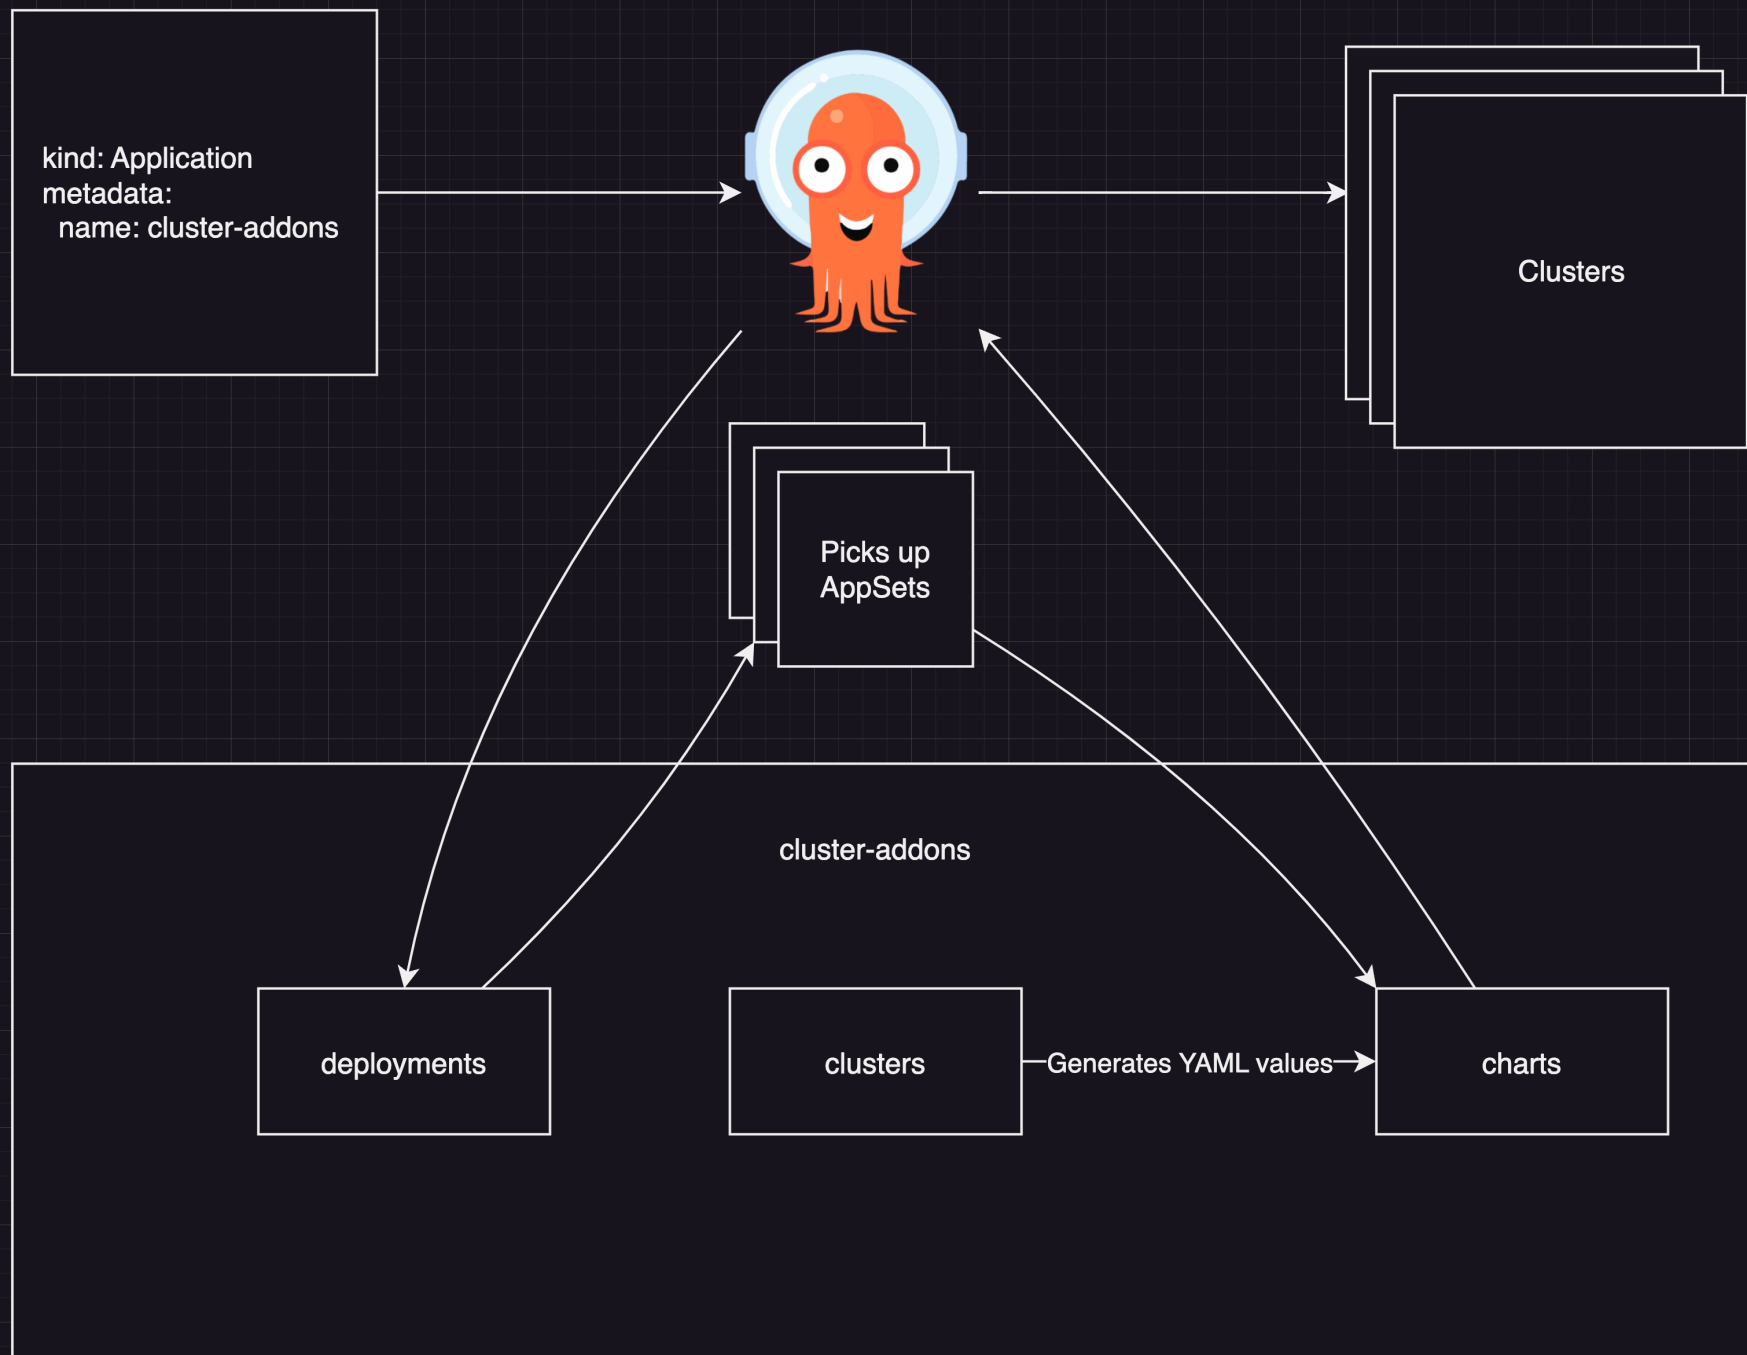 kind: Application
metadata:
  name: cluster-addons
Clusters
Picks up
AppSets
cluster-addons
deployments
clusters
Generates YAML values
charts